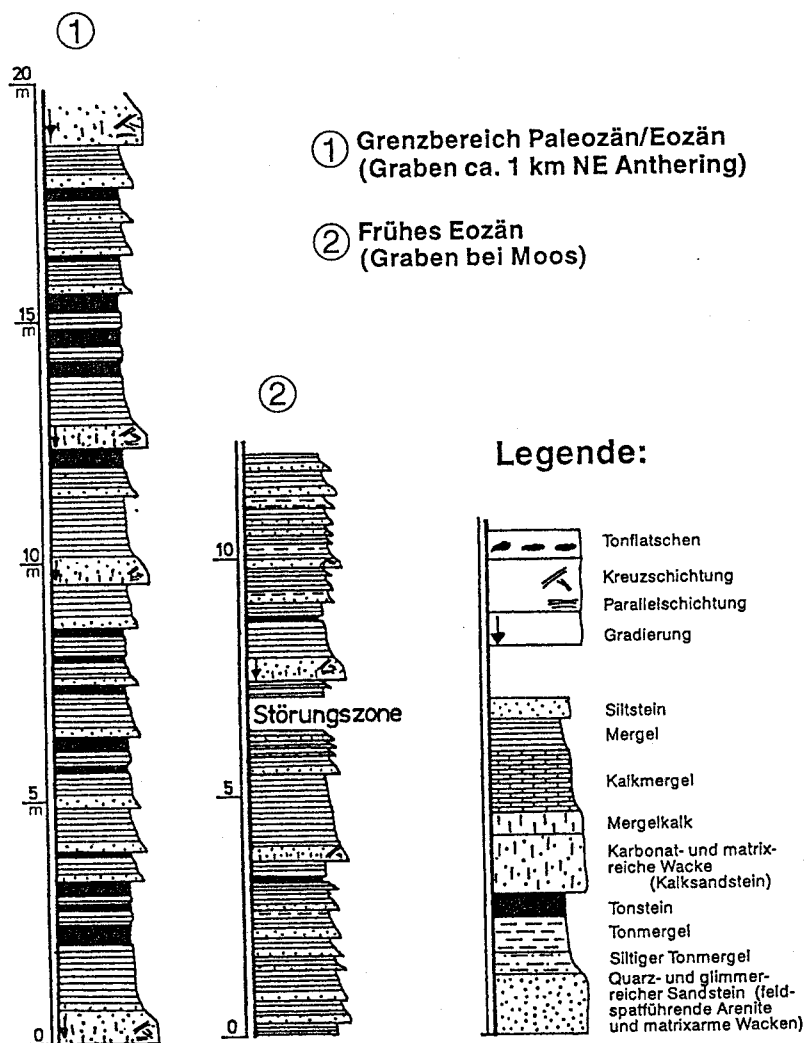 ①
20
m
15
m
10
m
5
m
0
① Grenzbereich Paleozän/Eozän
(Graben ca. 1 km NE Anthering)
② Frühes Eozän
(Graben bei Moos)
②
10
Störungszone
5
0
Legende:
Tonflatschen
Kreuzschichtung
Parallelschichtung
Gradierung
Siltstein
Mergel
Kalkmergel
Mergelkalk
Karbonat- und matrix-
reiche Wacke
(Kalksandstein)
Tonstein
Tonmergel
Siltiger Tonmergel
Quarz- und glimmer-
reicher Sandstein (feld-
spatführende Arenite
und matrixarme Wacken)